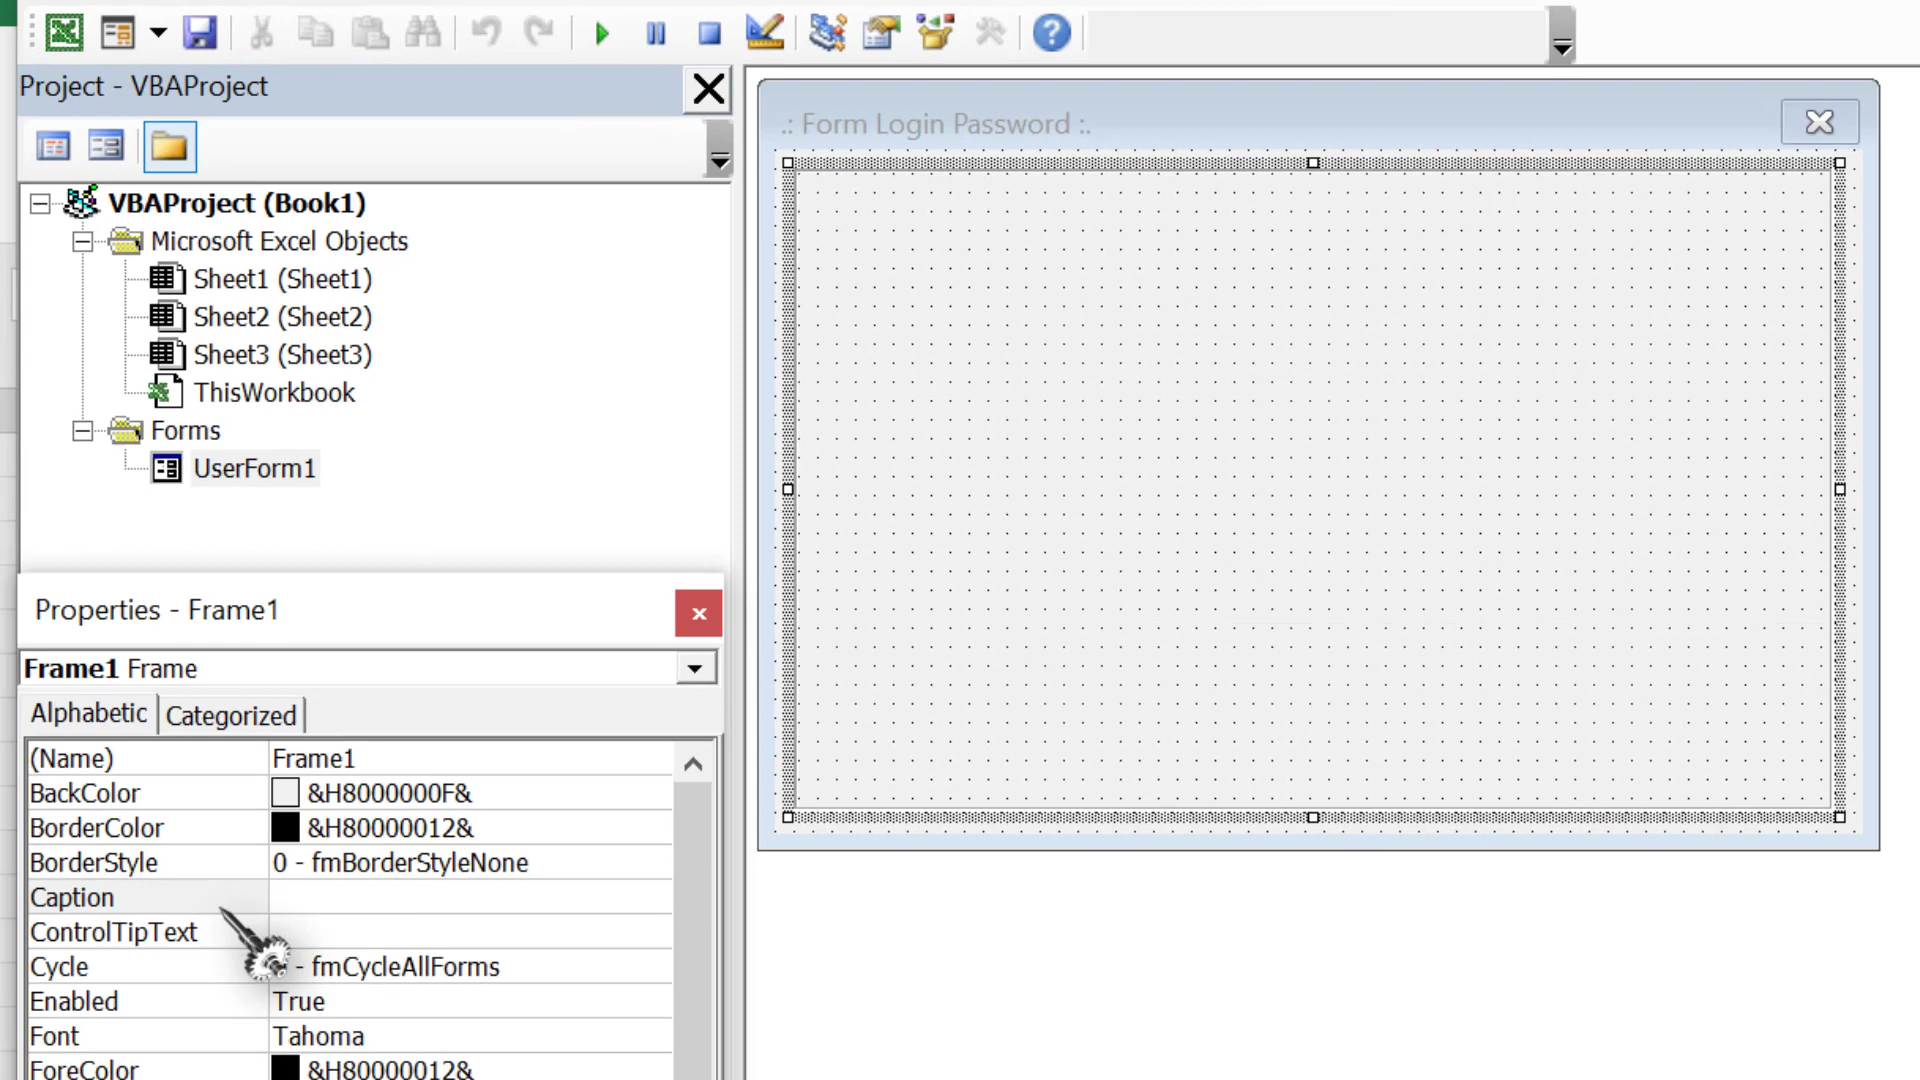 Project - VBAProject
VBAProject (Book1)
Microsoft Excel Objects
Sheet1 (Sheet1)
Sheet2 (Sheet2)
Sheet3 (Sheet3)
ThisWorkbook
Forms
UserForm1
.: Form Login Password :.
Properties - Frame1
Frame1 Frame
Alphabetic Categorized
(Name) Frame1
BackColor &H8000000F&
BorderColor &H80000012&
BorderStyle 0 - fmBorderStyleNone
Caption
ControlTipText
Cycle - fmCycleAllForms
Enabled True
Font Tahoma
ForeColor &H80000012&